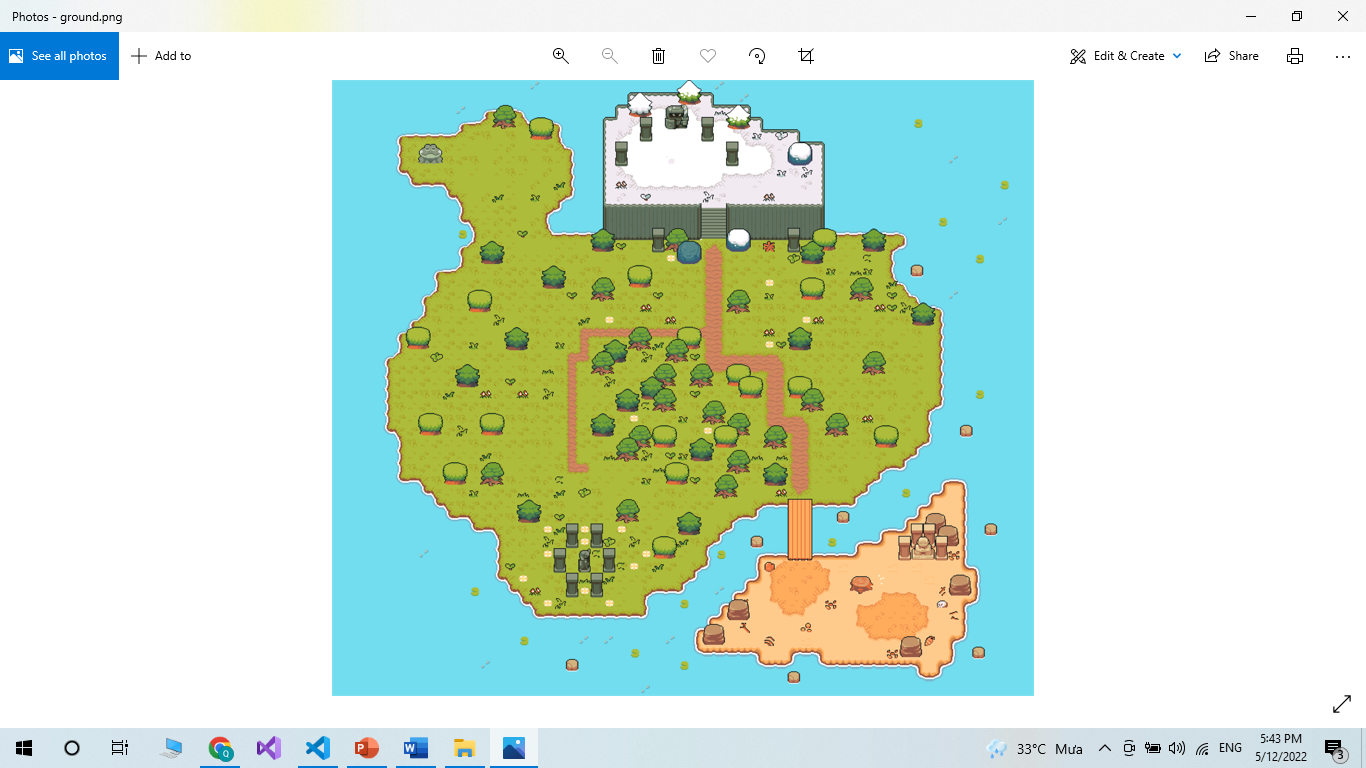 Photos - ground.png
See all photos
Add to
Edit & Create
Share
33°C Mưa
ENG
5:43 PM
5/12/2022
3